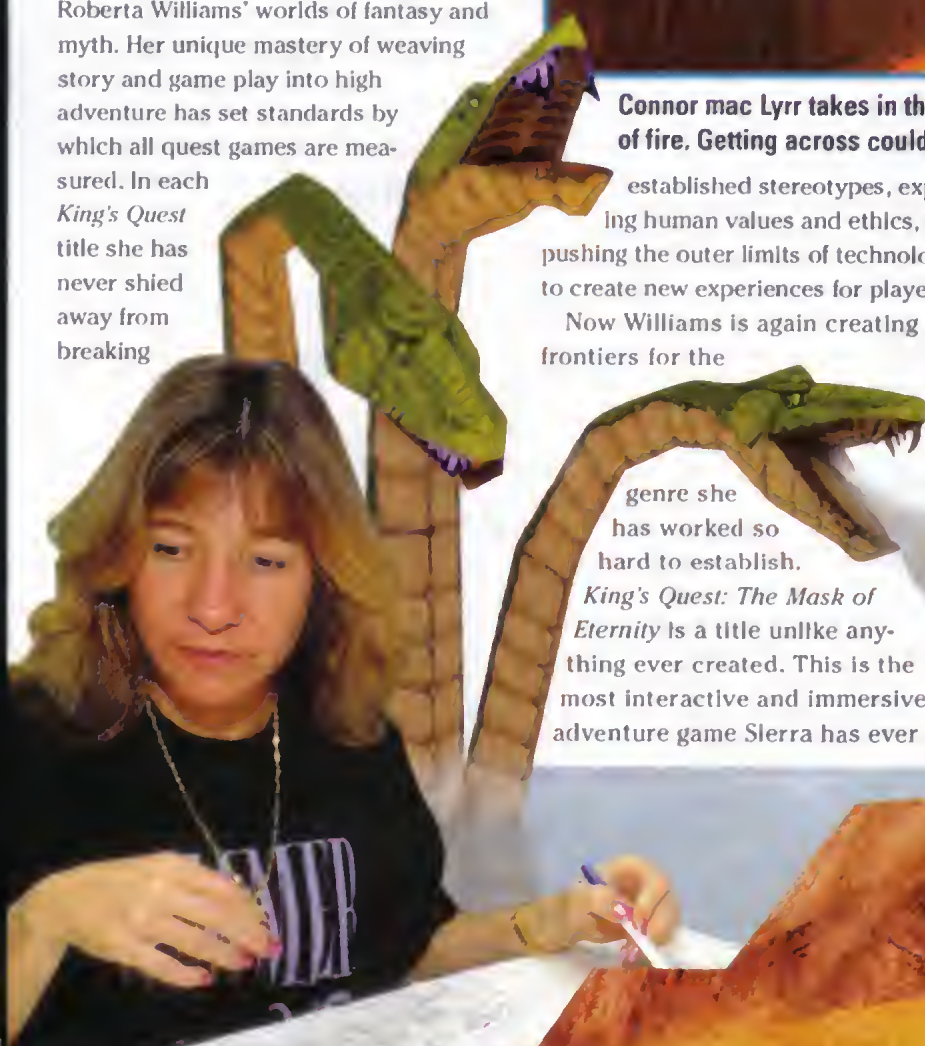 Roberta Williams' worlds of fantasy and
myth. Her unique mastery of weaving
story and game play into high
adventure has set standards by
which all quest games are mea-
sured. In each
King's Quest
title she has
never shied
away from
breaking
Connor mac Lyrr takes in th
of fire. Getting across could
established stereotypes, exp
ing human values and ethics,
pushing the outer limits of technolo
to create new experiences for playe
Now Williams is again creating
frontiers for the
genre she
has worked so
hard to establish.
King's Quest: The Mask of
Eternity is a title unlike any-
thing ever created. This is the
most interactive and immersive
adventure game Sierra has ever